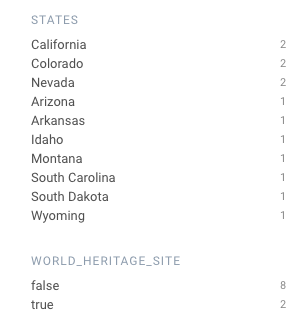 STATES
California 2
Colorado 2
Nevada 2
Arizona 1
Arkansas 1
Idaho 1
Montana 1
South Carolina 1
South Dakota 1
Wyoming 1
WORLD_HERITAGE_SITE
false 8
true 2